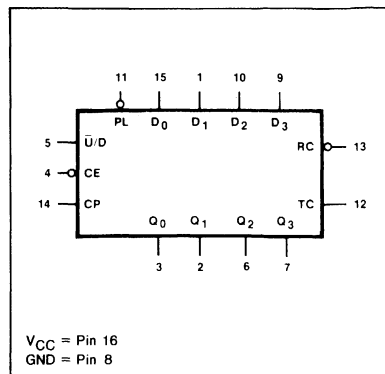 11 15 1 10 9
PL D0 D1 D2 D3
5 U̅/D
RC 13
4 CE
14 CP
TC 12
Q0 Q1 Q2 Q3
3 2 6 7
VCC = Pin 16
GND = Pin 8